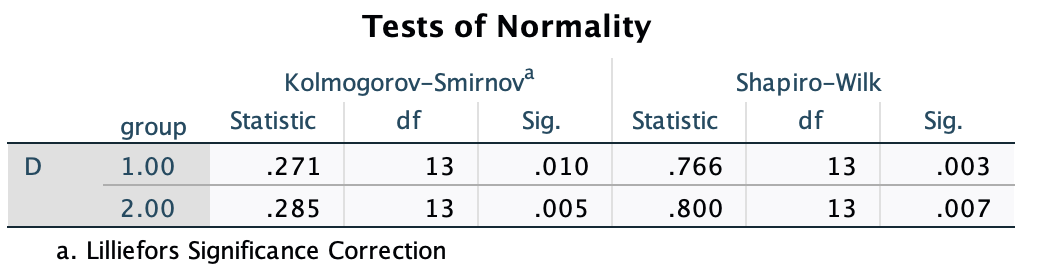 Tests of Normality
Kolmogorov-Smirnovᵃ Shapiro-Wilk
group Statistic df Sig. Statistic df Sig.
D 1.00 .271 13 .010 .766 13 .003
2.00 .285 13 .005 .800 13 .007
a. Lilliefors Significance Correction